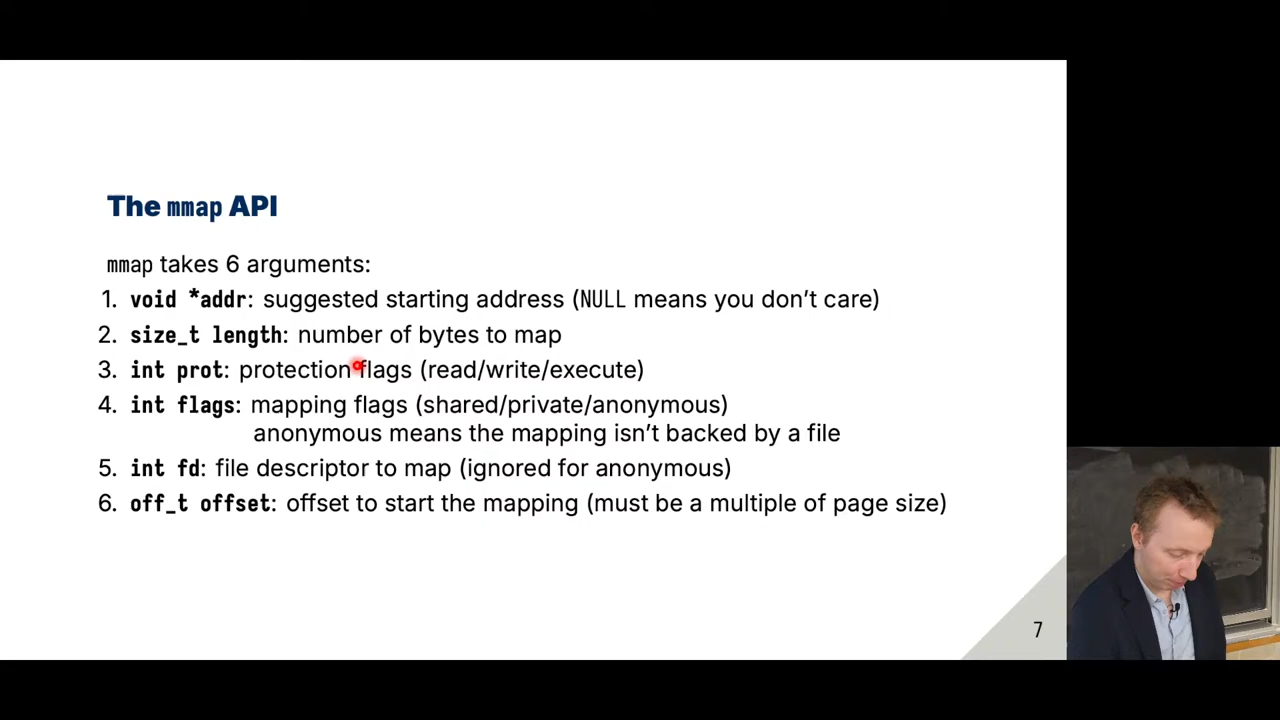 The mmap API
mmap takes 6 arguments:
1. void *addr: suggested starting address (NULL means you don’t care)
2. size_t length: number of bytes to map
3. int prot: protection flags (read/write/execute)
4. int flags: mapping flags (shared/private/anonymous)
anonymous means the mapping isn’t backed by a file
5. int fd: file descriptor to map (ignored for anonymous)
6. off_t offset: offset to start the mapping (must be a multiple of page size)
7